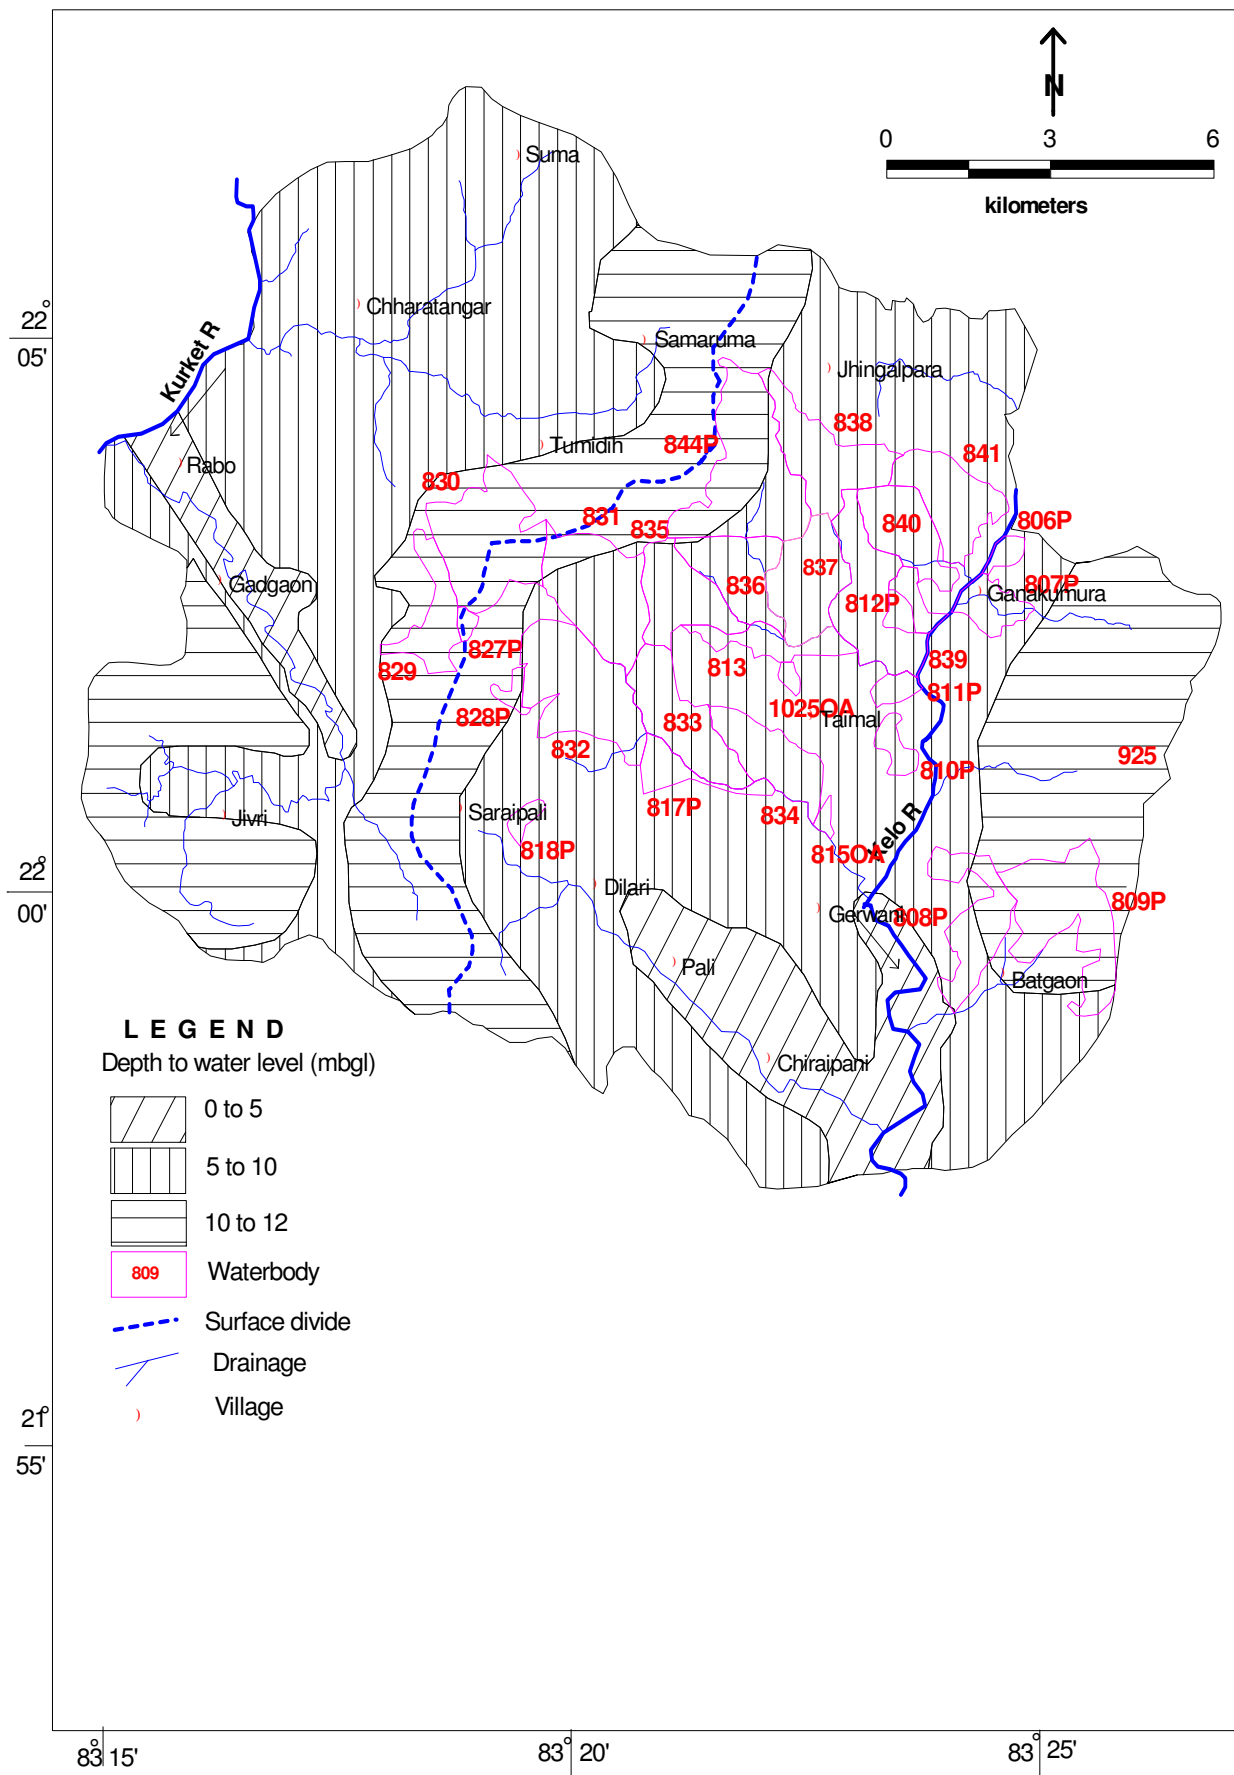 N
0 3 6
kilometers
Suma
Chharatangar
22°
05'
Kurket R
Samaruma
Jhingalpara
838
Tumidih
844P
841
Rabo
830
831
835
840
806P
837
836
812P
Gadgaon
Ganakumura
807P
827P
829
813
839
811P
828P
1025OA
Taimal
833
832
925
810P
Jivri
Saraipali
817P
834
818P
815OA
Kelo R
22°
00'
Dilari
Gerwani
808P
809P
Pali
Batgaon
Chiraipani
LEGEND
Depth to water level (mbgl)
0 to 5
5 to 10
10 to 12
809 Waterbody
Surface divide
Drainage
Village
21°
55'
83° 15' 83° 20' 83° 25'